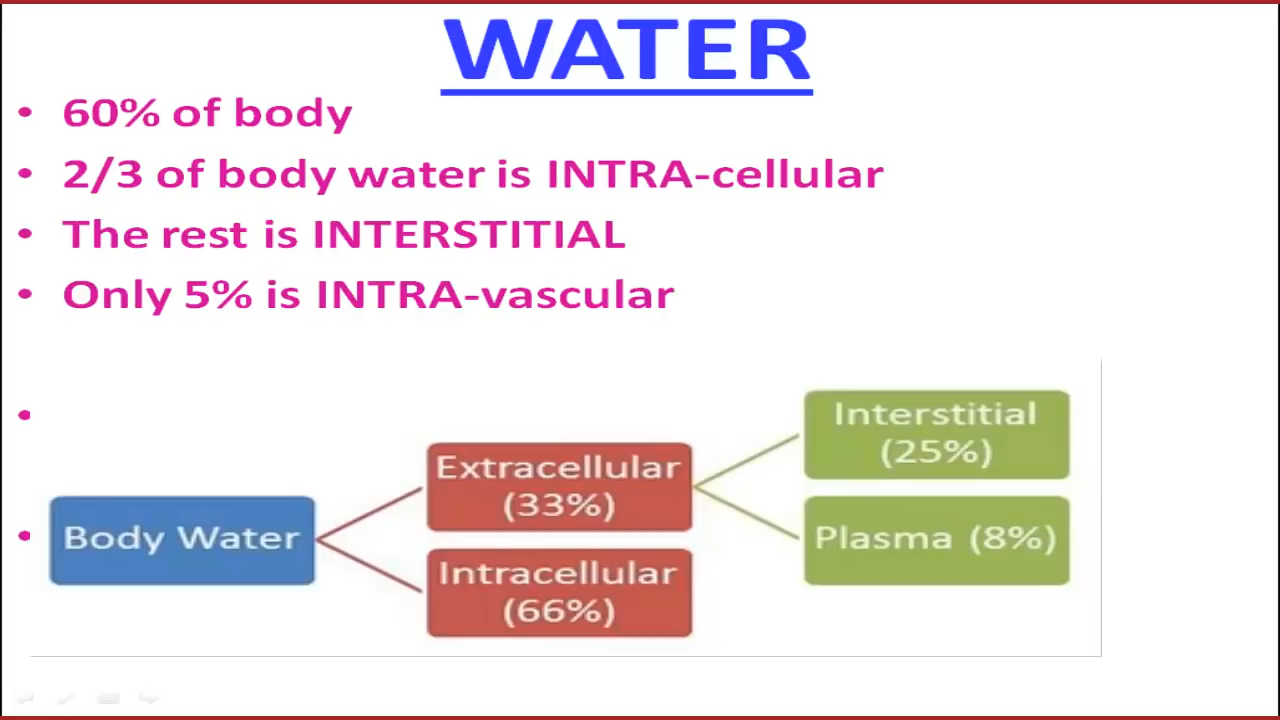 WATER
• 60% of body
• 2/3 of body water is INTRA-cellular
• The rest is INTERSTITIAL
• Only 5% is INTRA-vascular
•
•
Body Water
Extracellular
(33%)
Intracellular
(66%)
Interstitial
(25%)
Plasma (8%)